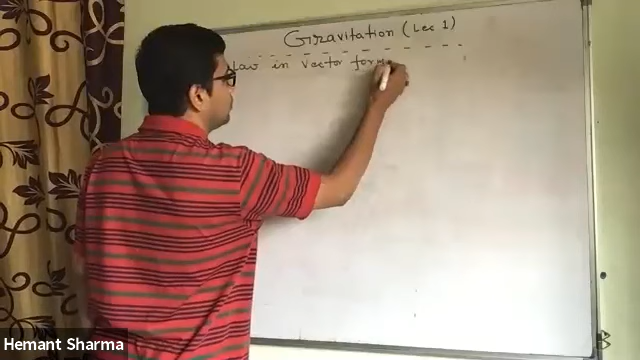 Gravitation (Lec 1)
Law in Vector form
Hemant Sharma